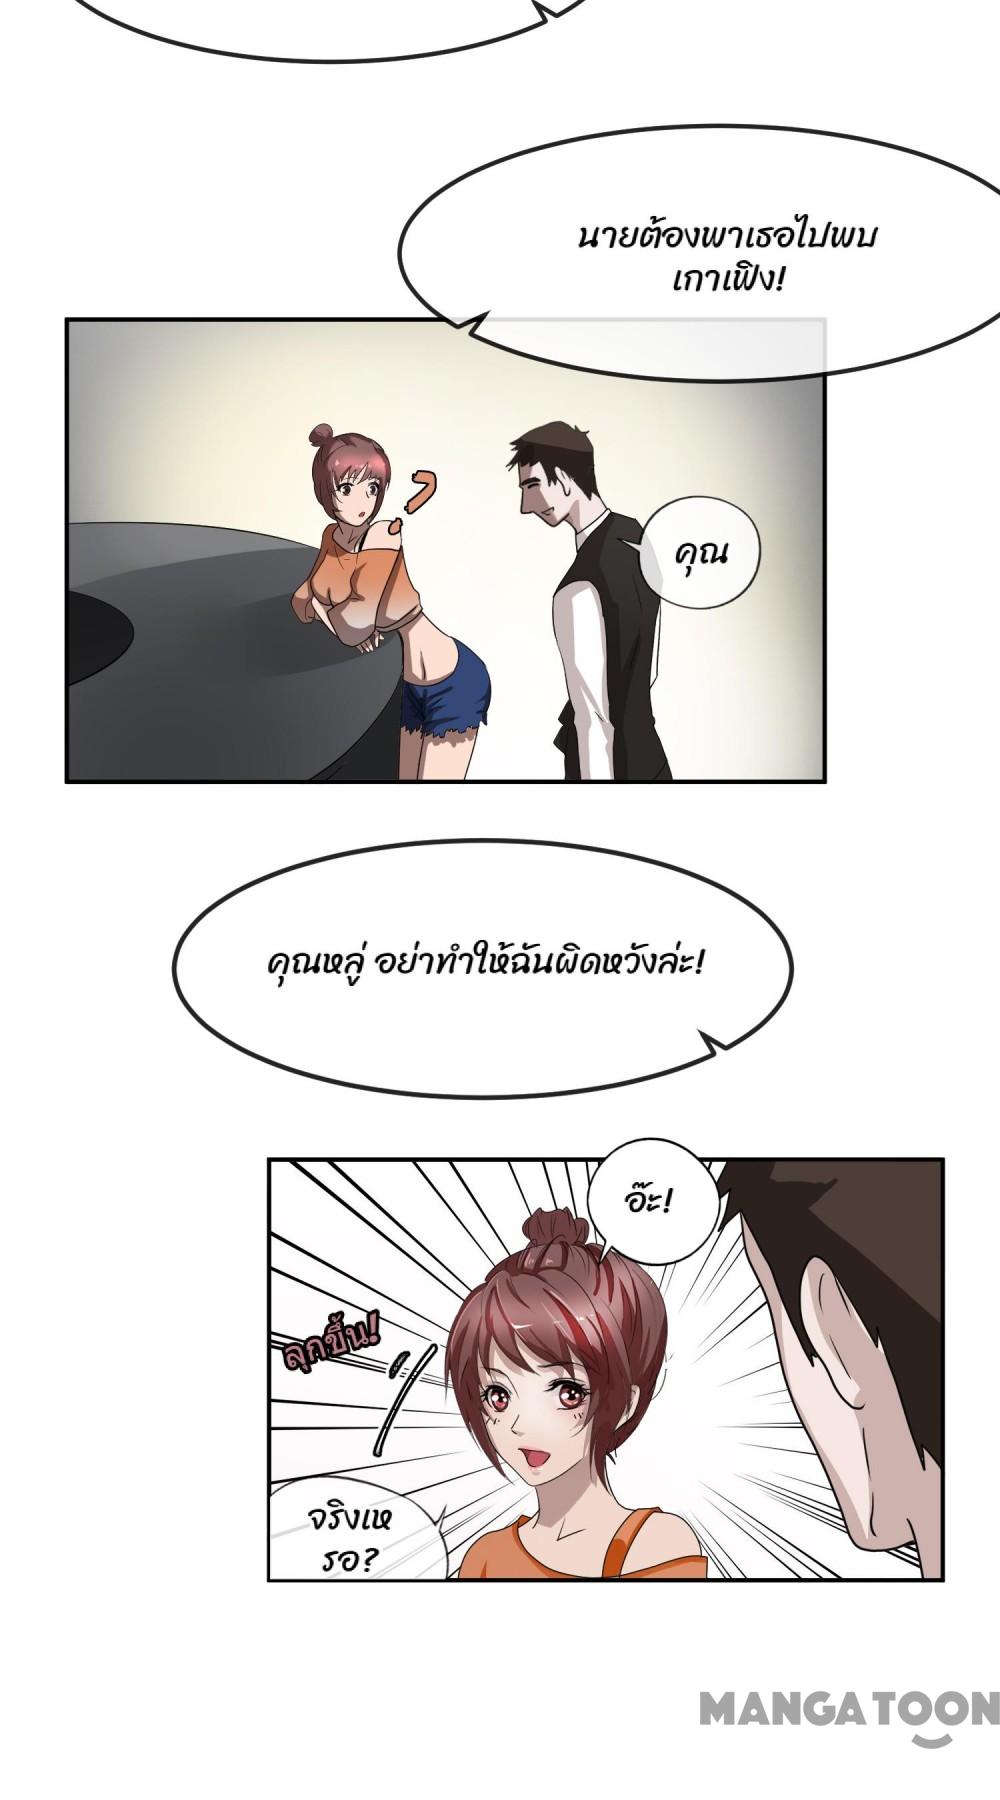 นายต้องพาเธอไปพบ
เกาเฟิง!
คุณ
คุณหลู่ อย่าทำให้ฉันผิดหวังล่ะ!
อ๊ะ!
ลุกขึ้น!
จริงเห
รอ?
MANGATOON